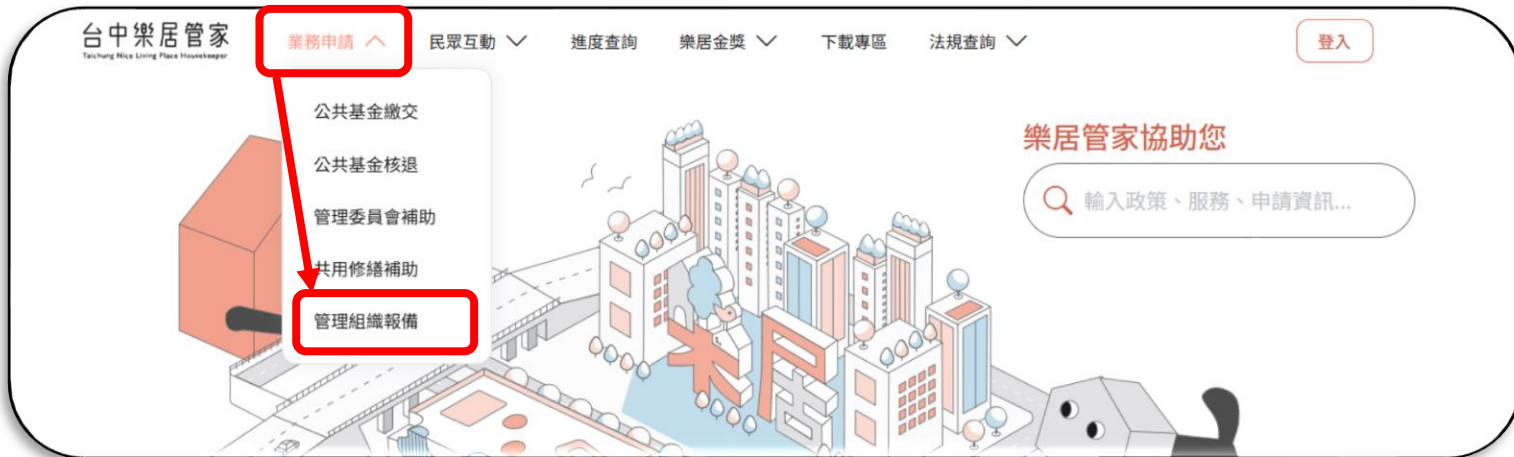 台中樂居管家
Taichung Nice Living Place Housekeeper
業務申請
民眾互動
進度查詢
樂居金獎
下載專區
法規查詢
登入
公共基金繳交
公共基金核退
管理委員會補助
共用修繕補助
管理組織報備
樂居管家協助您
輸入政策、服務、申請資訊...
樂居